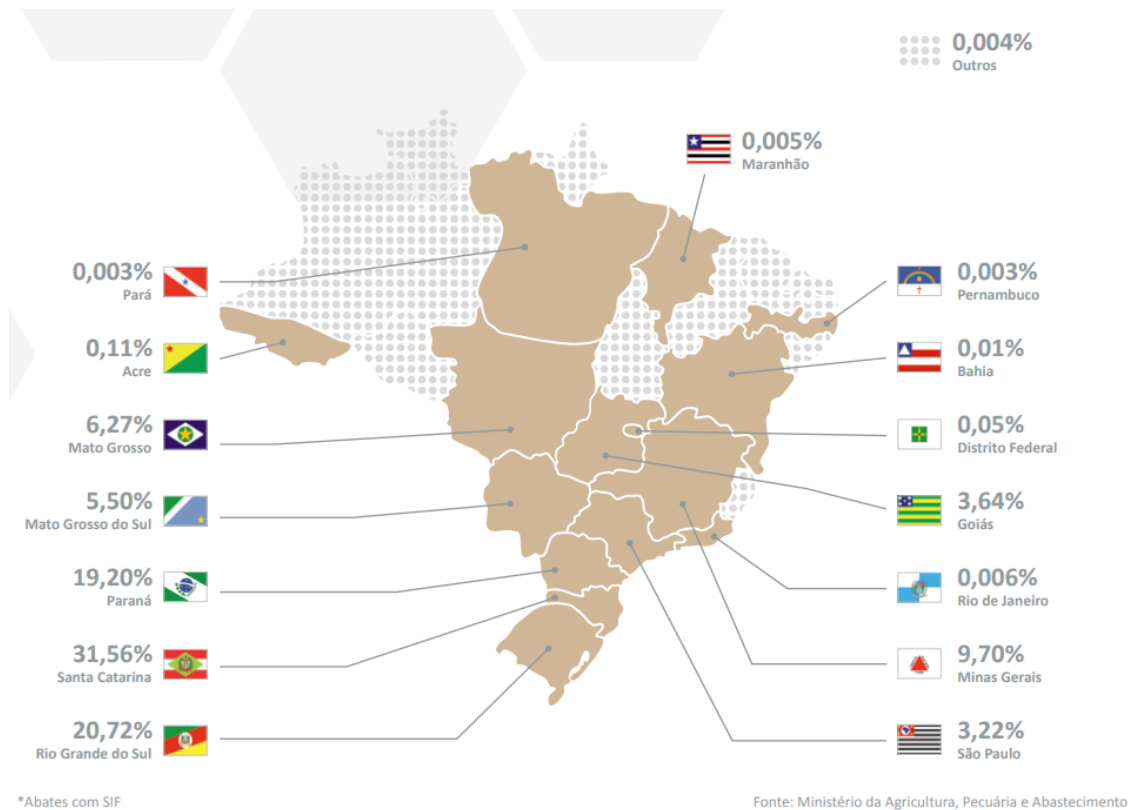 0,004%
Outros
0,005%
Maranhão
0,003%
Pará
0,11%
Acre
6,27%
Mato Grosso
5,50%
Mato Grosso do Sul
19,20%
Paraná
31,56%
Santa Catarina
20,72%
Rio Grande do Sul
0,003%
Pernambuco
0,01%
Bahia
0,05%
Distrito Federal
3,64%
Goiás
0,006%
Rio de Janeiro
9,70%
Minas Gerais
3,22%
São Paulo
*Abates com SIF
Fonte: Ministério da Agricultura, Pecuária e Abastecimento